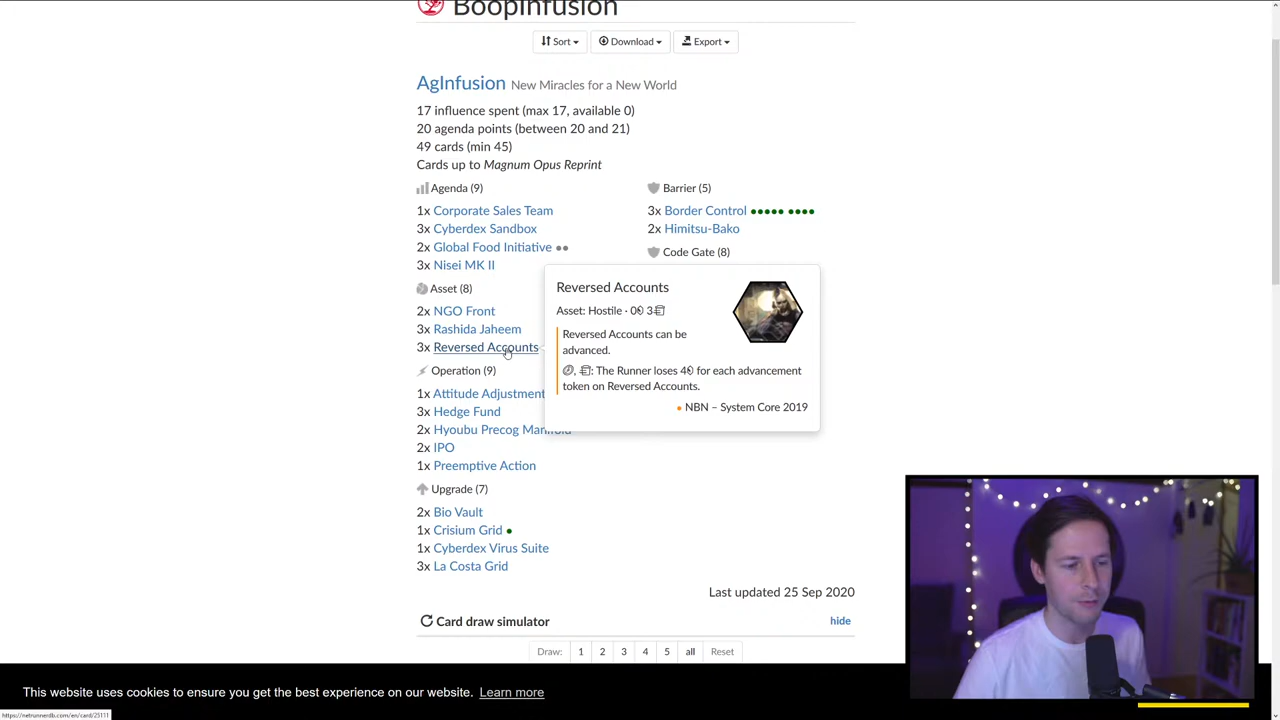 BoopInfusion
Sort
Download
Export
AgInfusion New Miracles for a New World
17 influence spent (max 17, available 0)
20 agenda points (between 20 and 21)
49 cards (min 45)
Cards up to Magnum Opus Reprint
Agenda (9)
1x Corporate Sales Team
3x Cyberdex Sandbox
2x Global Food Initiative
3x Nisei MK II
Asset (8)
2x NGO Front
3x Rashida Jaheem
3x Reversed Accounts
Operation (9)
1x Attitude Adjustment
3x Hedge Fund
2x Hyoubu Precog Manifold
2x IPO
1x Preemptive Action
Upgrade (7)
2x Bio Vault
1x Crisium Grid
1x Cyberdex Virus Suite
3x La Costa Grid
Barrier (5)
3x Border Control
2x Himitsu-Bako
Code Gate (8)
Reversed Accounts
Asset: Hostile · 0 3
Reversed Accounts can be
advanced.
, : The Runner loses 4 for each advancement
token on Reversed Accounts.
NBN – System Core 2019
Last updated 25 Sep 2020
Card draw simulator
hide
Draw: 1 2 3 4 5 all Reset
This website uses cookies to ensure you get the best experience on our website. Learn more
https://netrunnerdb.com/en/card/25111